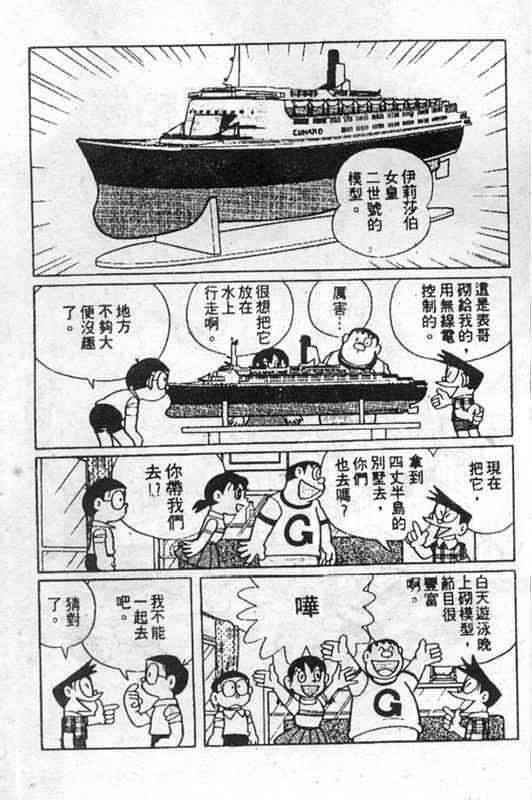 CUNARD
伊莉莎伯
女皇
二世號的
模型。
這是表哥
砌給我的,
用無線電
控制的。
厲害…
很想把它
放在
水上
行走啊。
地方
不夠大
便沒趣
了。
現在
把它,
拿到
四丈半島的
別墅去,
你們
也去嗎?
你帶我們
去!?
G
白天遊泳晚
上砌模型,
節目很
豐富
啊。
嘩
G
我不能
一起去
吧。
猜對
了。